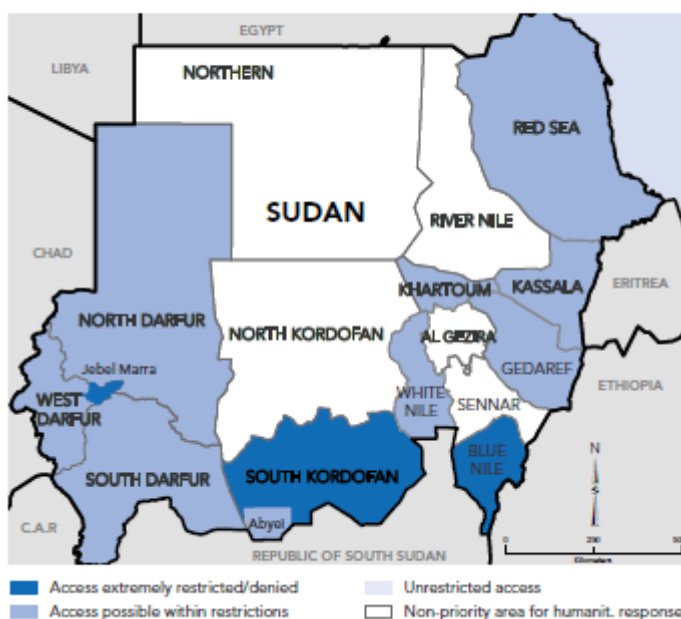 EGYPT
LIBYA
NORTHERN
RED SEA
SUDAN
RIVER NILE
CHAD
KHARTOUM
KASSALA
ERITREA
NORTH DARFUR
NORTH KORDOFAN
AL GEZIRA
GEDAREF
Jebel Marra
WEST
DARFUR
WHITE
NILE
SENNAR
ETHIOPIA
SOUTH DARFUR
SOUTH KORDOFAN
BLUE
NILE
N
S
Abyei
C.A.R
REPUBLIC OF SOUTH SUDAN
0
Access extremely restricted/denied
Unrestricted access
Access possible within restrictions
Non-priority area for humanit. response